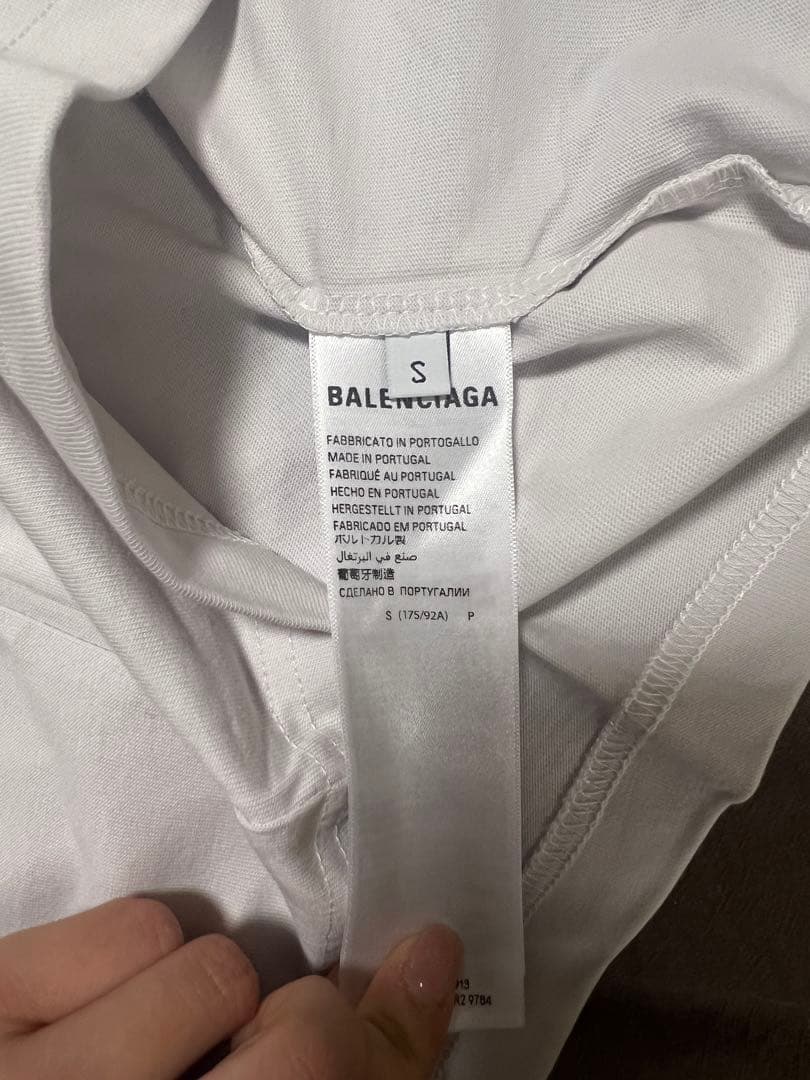 S
BALENCIAGA
FABBRICATO IN PORTOGALLO
MADE IN PORTUGAL
FABRIQUÉ AU PORTUGAL
HECHO EN PORTUGAL
HERGESTELLT IN PORTUGAL
FABRICADO EM PORTUGAL
ポルトガル製
صنع في البرتغال
葡萄牙制造
СДЕЛАНО В ПОРТУГАЛИИ
S (175/92A) P
9784